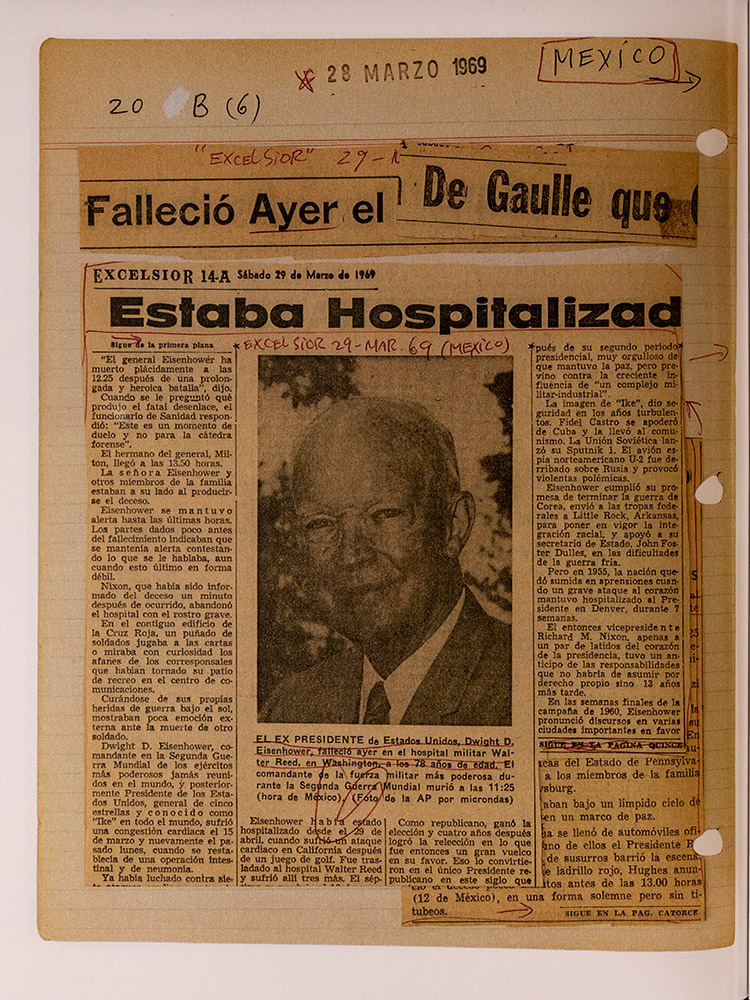 28 MARZO 1969
MEXICO
20 B (6)
"EXCELSIOR" 29-
Falleció Ayer el
De Gaulle que
EXCELSIOR 14-A Sábado 29 de Marzo de 1969
Estaba Hospitalizad
Sigue de la primera plana
"El general Eisenhower ha
muerto plácidamente a las
12.25 después de una prolon-
gada y heroica batalla", dijo.
Cuando se le preguntó qué
produjo el fatal desenlace, el
funcionario de Sanidad respon-
dió: "Este es un momento de
duelo y no para la cátedra
forense".
El hermano del general, Mil-
ton, llegó a las 13.50 horas.
La señora Eisenhower y
otros miembros de la familia
estaban a su lado al producir-
se el deceso.
Eisenhower se mantuvo
alerta hasta las últimas horas.
Los partes dados poco antes
del fallecimiento indicaban que
se mantenía alerta contestan-
do lo que se le hablaba, aun
cuando esto último en forma
débil.
Nixon, que había sido infor-
mado del deceso un minuto
después de ocurrido, abandonó
el hospital con el rostro grave.
En el contiguo edificio de
la Cruz Roja, un puñado de
soldados jugaba a las cartas
o miraba con curiosidad los
afanes de los corresponsales
que habían tornado su patio
de recreo en el centro de co-
municaciones.
Curándose de sus propias
heridas de guerra bajo el sol,
mostraban poca emoción ex-
terna ante la muerte de otro
soldado.
Dwight D. Eisenhower, co-
mandante en la Segunda Gue-
rra Mundial de los ejércitos
más poderosos jamás reuni-
dos en el mundo, y posterior-
mente Presidente de los Esta-
dos Unidos, general de cinco
estrellas y conocido como
"Ike" en todo el mundo, sufrió
una congestión cardiaca el 15
de marzo y nuevamente el pa-
sado lunes, cuando se resta-
blecía de una operación intes-
tinal y de neumonía.
Ya había luchado contra sie-
EXCELSIOR 29-MAR. 69 (MEXICO)
EL EX PRESIDENTE de Estados Unidos, Dwight D.
Eisenhower, falleció ayer en el hospital militar Wal-
ter Reed, en Washington, a los 78 años de edad. El
comandante de la fuerza militar más poderosa du-
rante la Segunda Guerra Mundial murió a las 11:25
(hora de México). (Foto de la AP por microndas)
Eisenhower había estado
hospitalizado desde el 29 de
abril, cuando sufrió un ataque
cardiaco en California después
de un juego de golf. Fue tras-
ladado al hospital Walter Reed
y sufrió allí tres más. El sép-
Como republicano, ganó la
elección y cuatro años después
logró la reelección en lo que
fue entonces un gran vuelco
en su favor. Eso lo convirtie-
ron en el único Presidente re-
publicano en este siglo que
pués de su segundo periodo
presidencial, muy orgulloso de
que mantuvo la paz, pero pre-
vino contra la creciente in-
fluencia de "un complejo mi-
litar-industrial".
La imagen de "Ike", dio se-
guridad en los años turbulen-
tos. Fidel Castro se apoderó
de Cuba y la llevó al comu-
nismo. La Unión Soviética lan-
zó su Sputnik 1. El avión es-
pía norteamericano U-2 fue de-
rribado sobre Rusia y provocó
violentas polémicas.
Eisenhower cumplió su pro-
mesa de terminar la guerra de
Corea, envió a las tropas fede-
rales a Little Rock, Arkansas,
para poner en vigor la inte-
gración racial, y apoyó a su
secretario de Estado, John Fos-
ter Dulles, en las dificultades
de la guerra fría.
Pero en 1955, la nación que-
dó sumida en aprensiones cuan-
do un grave ataque al corazón
mantuvo hospitalizado al Pre-
sidente en Denver, durante 7
semanas.
El entonces vicepresidente
Richard M. Nixon, apenas a
un par de latidos del corazón
de la presidencia, tuvo un an-
ticipo de las responsabilidades
que no habría de asumir por
derecho propio sino 13 años
más tarde.
En las semanas finales de la
campaña de 1960, Eisenhower
pronunció discursos en varias
ciudades importantes en favor
SIGUE EN LA PAGINA QUINCE
icas del Estado de Pennsylva-
a los miembros de la familia
ysburg.
aban bajo un límpido cielo de
en un marco de paz.
a se llenó de automóviles ofi-
no de ellos el Presidente R
de susurros barrió la escena.
e ladrillo rojo, Hughes anun-
itos antes de las 13.00 horas
(12 de México), en una forma solemne pero sin ti-
tubeos.
SIGUE EN LA PAG. CATORCE